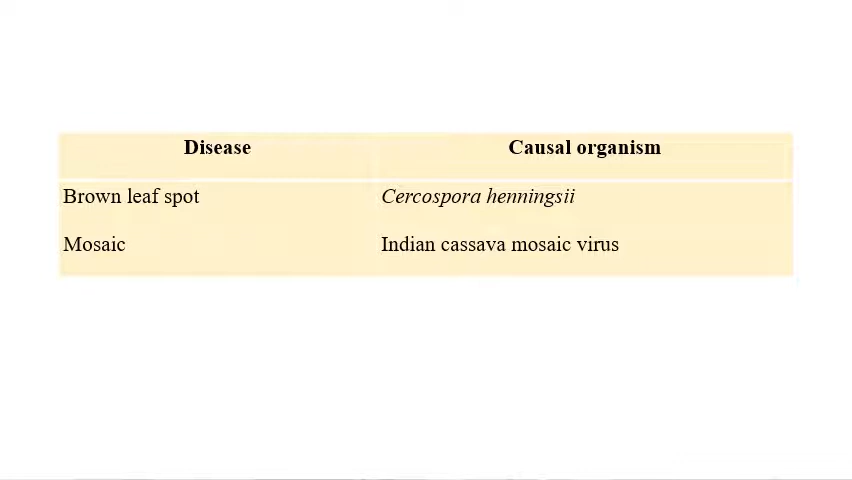 Disease Causal organism
Brown leaf spot Cercospora henningsii
Mosaic Indian cassava mosaic virus